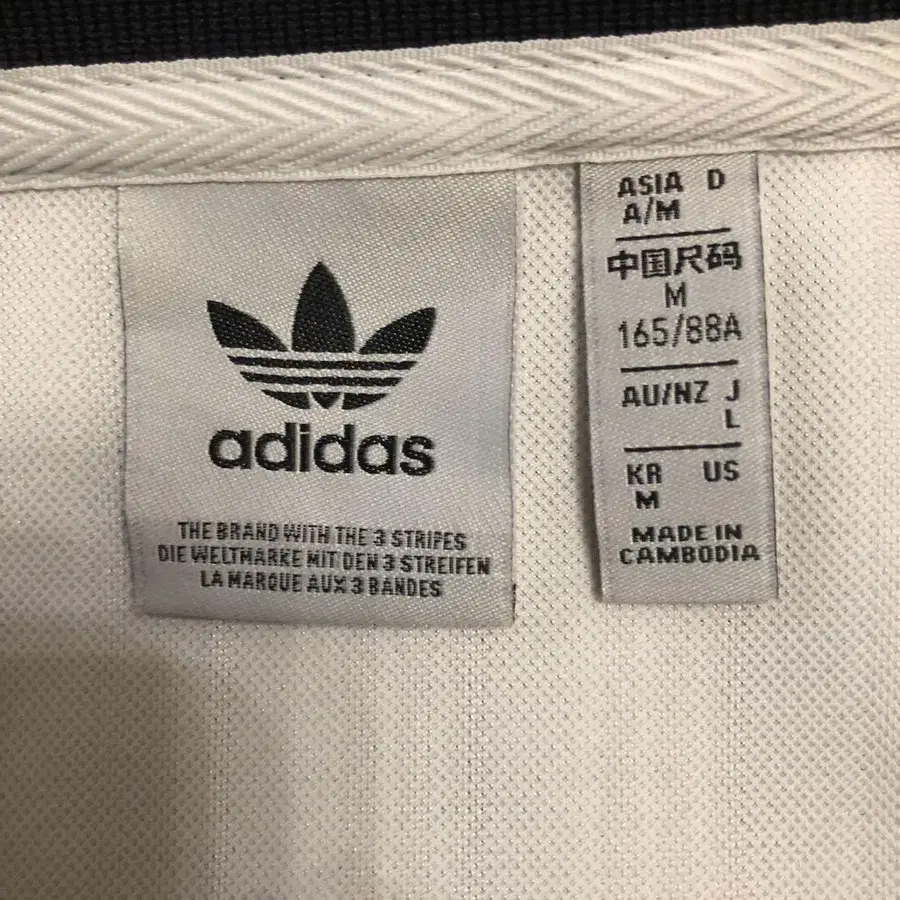 adidas
THE BRAND WITH THE 3 STRIPES
DIE WELTMARKE MIT DEN 3 STREIFEN
LA MARQUE AUX 3 BANDES
ASIA D
A/M
中国尺码
M
165/88A
AU/NZ J
L
KR US
M
MADE IN
CAMBODIA